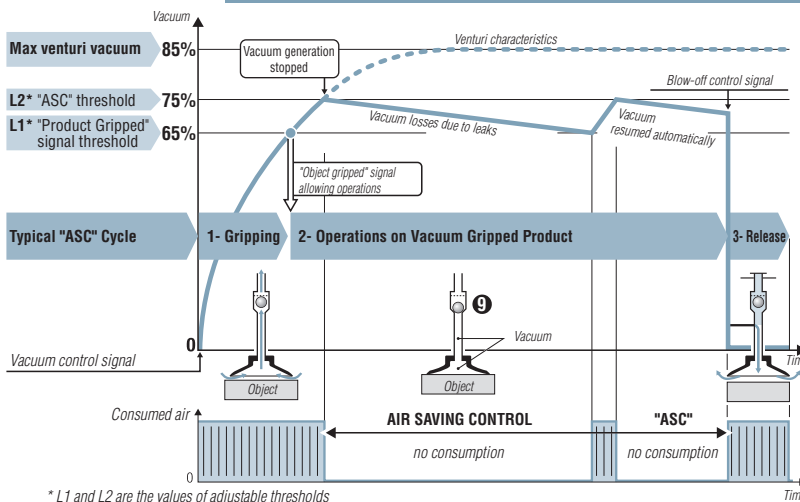 Vacuum
Max venturi vacuum 85%
Vacuum generation
stopped
Venturi characteristics
L2* "ASC" threshold 75%
Blow-off control signal
L1* "Product Gripped"
signal threshold
65%
Vacuum losses due to leaks
Vacuum
resumed automatically
"Object gripped" signal
allowing operations
Typical "ASC" Cycle
1- Gripping
2- Operations on Vacuum Gripped Product
3- Release
9
Vacuum
0
Vacuum control signal
Object
Object
Tim
Consumed air
AIR SAVING CONTROL
"ASC"
no consumption
no consumption
0
* L1 and L2 are the values of adjustable thresholds
Tim